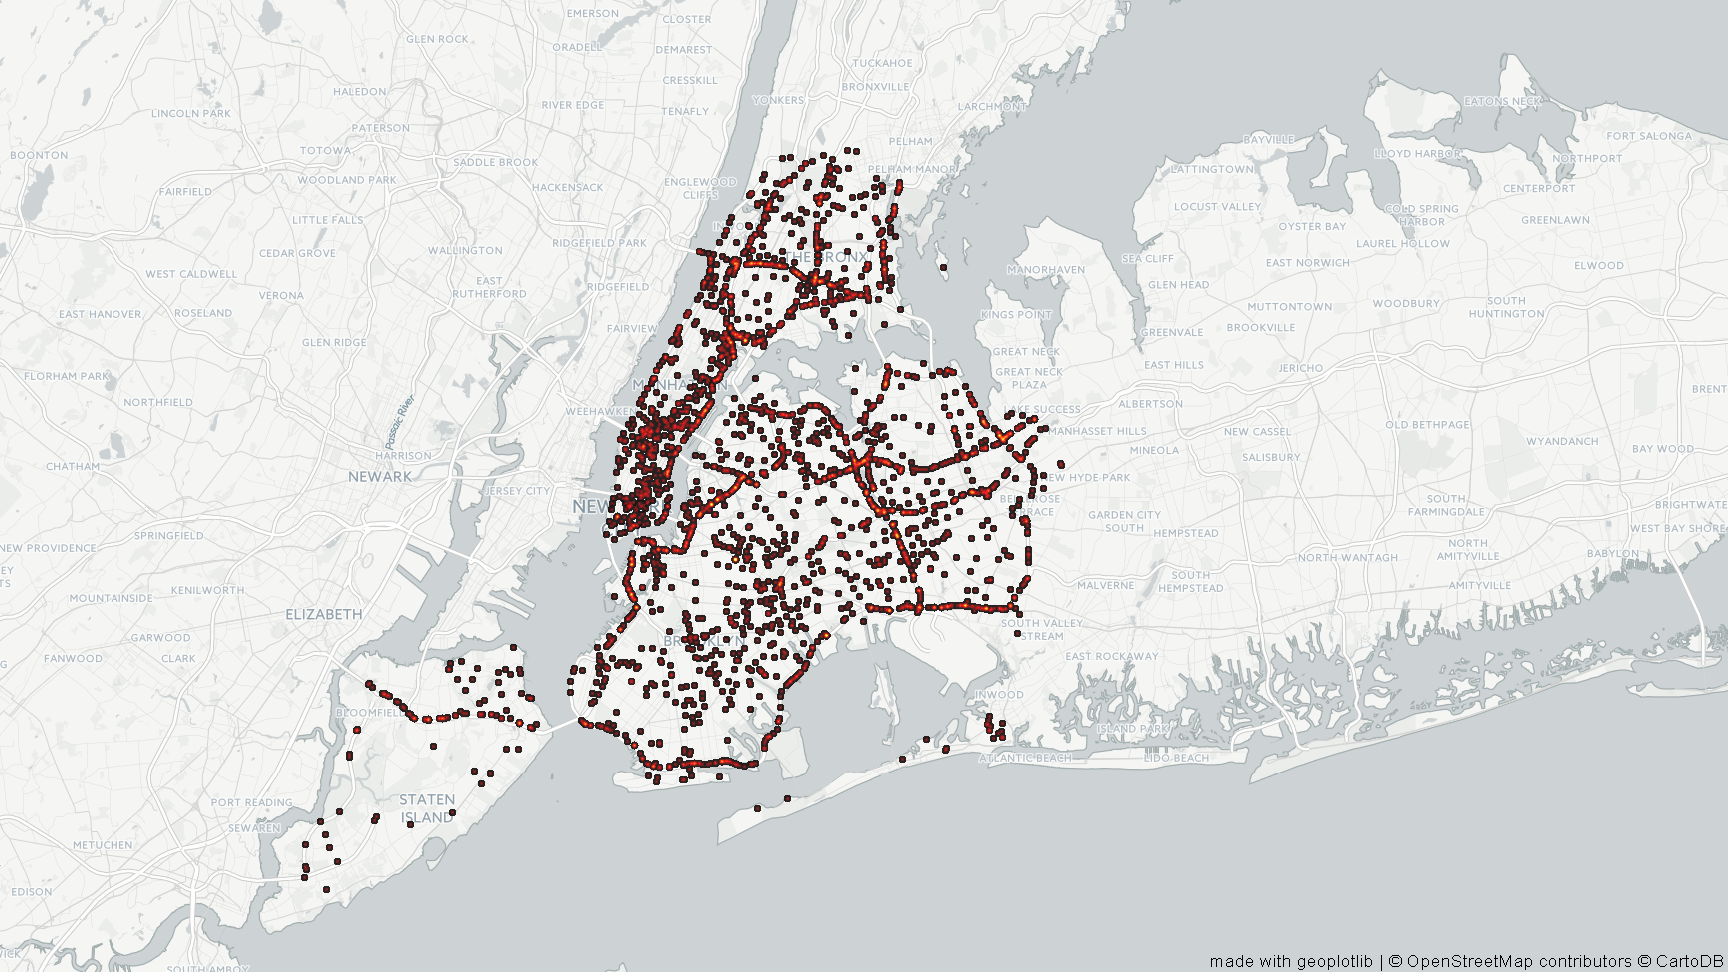 EMERSON
CLOSTER
GLEN ROCK
ORADELL
DEMAREST
TUCKAHOE
CRESSKILL
BRONXVILLE
HALEDON
YONKERS
EATONS NECK
RIVER EDGE
TENAFLY
LARCHMONT
LINCOLN PARK
PATERSON
FORT SALONGA
BAYVILLE
PELHAM
BOONTON
TOTOWA
SADDLE BROOK
LLOYD HARBOR
NORTHPORT
PELHAM MANOR
LATTINGTOWN
WOODLAND PARK
ENGLEWOOD
CLIFFS
HACKENSACK
CENTERPORT
FAIRFIELD
LOCUST VALLEY
COLD SPRING
HARBOR
LITTLE FALLS
GREENLAWN
OYSTER BAY
RIDGEFIELD PARK
LAUREL HOLLOW
CEDAR GROVE
WALLINGTON
THE BRONX
SEA CLIFF
EAST NORWICH
ELWOOD
WEST CALDWELL
MANORHAVEN
EAST
RUTHERFORD
RIDGEFIELD
GLEN HEAD
VERONA
MUTTONTOWN
WOODBURY
SOUTH
HUNTINGTON
EAST HANOVER
ROSELAND
KINGS POINT
FAIRVIEW
BROOKVILLE
GREENVALE
GLEN RIDGE
GREAT NECK
EAST HILLS
JERICHO
GREAT NECK
PLAZA
FLORHAM PARK
MANHATTAN
BRENT
NORTHFIELD
Passaic River
WEEHAWKEN
LAKE SUCCESS
ALBERTSON
OLD BETHPAGE
MANHASSET HILLS
NEW CASSEL
WYANDANCH
HARRISON
MINEOLA
BAY WOOD
SALISBURY
CHATHAM
NEWARK
NEW HYDE PARK
JERSEY CITY
SOUTH
FARMINGDALE
BRIGHTWATE
NEW
GARDEN CITY
SOUTH
WEST BAY SHORE
SPRINGFIELD
HEMPSTEAD
NEW PROVIDENCE
NORTH WANTAGH
NORTH
AMITYVILLE
BABYLON
EY
TS
MALVERNE
SOUTH
HEMPSTEAD
AMITYVILLE
KENILWORTH
MOUNTAINSIDE
ELIZABETH
SOUTH VALLEY
STREAM
GARWOOD
BROOKLYN
FANWOOD
CLARK
EAST ROCKAWAY
G
INWOOD
BLOOMFIELD
ISLAND PARK
ATLANTIC BEACH
LIDO BEACH
STATEN
ISLAND
PORT READING
SEWAREN
METUCHEN
EDISON
WICK
SOUTH AMBOY
made with geoplotlib | © OpenStreetMap contributors © CartoDB